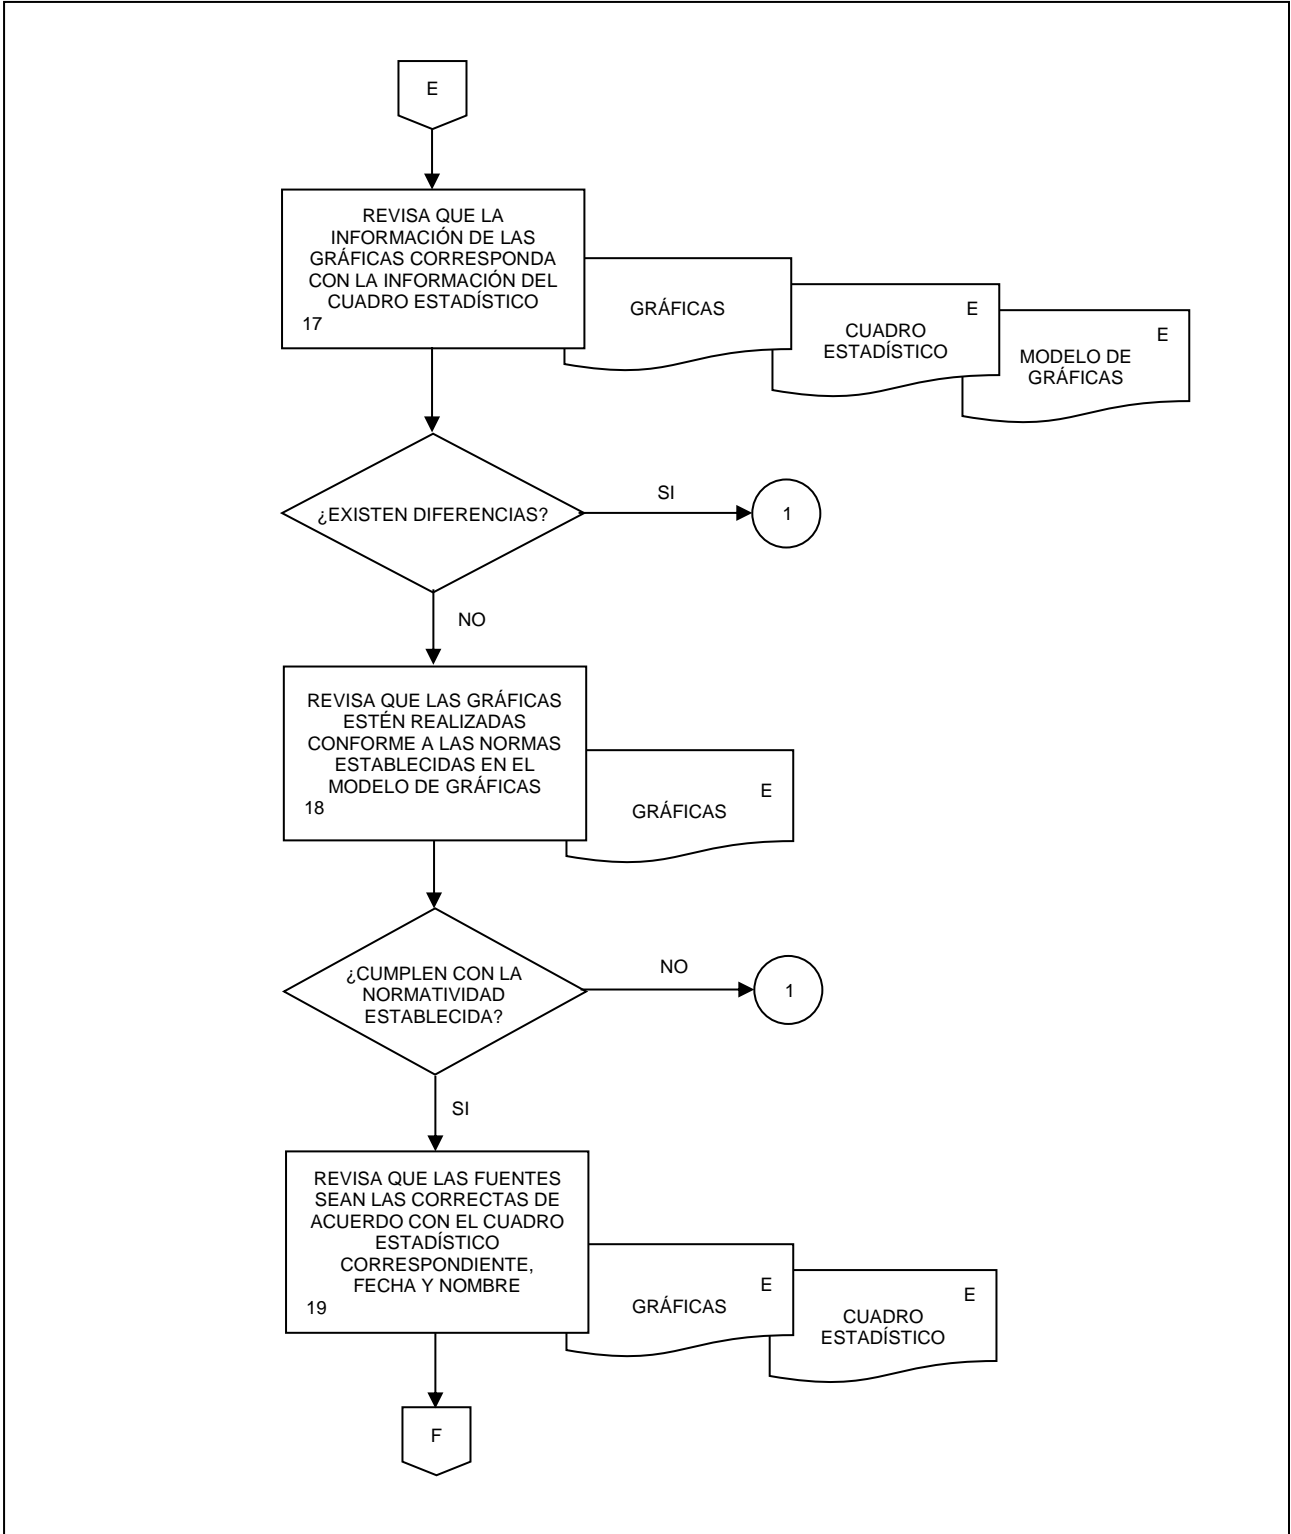 E
REVISA QUE LA
INFORMACIÓN DE LAS
GRÁFICAS CORRESPONDA
CON LA INFORMACIÓN DEL
CUADRO ESTADÍSTICO
17
GRÁFICAS
E
CUADRO
ESTADÍSTICO
E
MODELO DE
GRÁFICAS
¿EXISTEN DIFERENCIAS?
SI
1
NO
REVISA QUE LAS GRÁFICAS
ESTÉN REALIZADAS
CONFORME A LAS NORMAS
ESTABLECIDAS EN EL
MODELO DE GRÁFICAS
18
E
GRÁFICAS
¿CUMPLEN CON LA
NORMATIVIDAD
ESTABLECIDA?
NO
1
SI
REVISA QUE LAS FUENTES
SEAN LAS CORRECTAS DE
ACUERDO CON EL CUADRO
ESTADÍSTICO
CORRESPONDIENTE,
FECHA Y NOMBRE
19
E
GRÁFICAS
E
CUADRO
ESTADÍSTICO
F